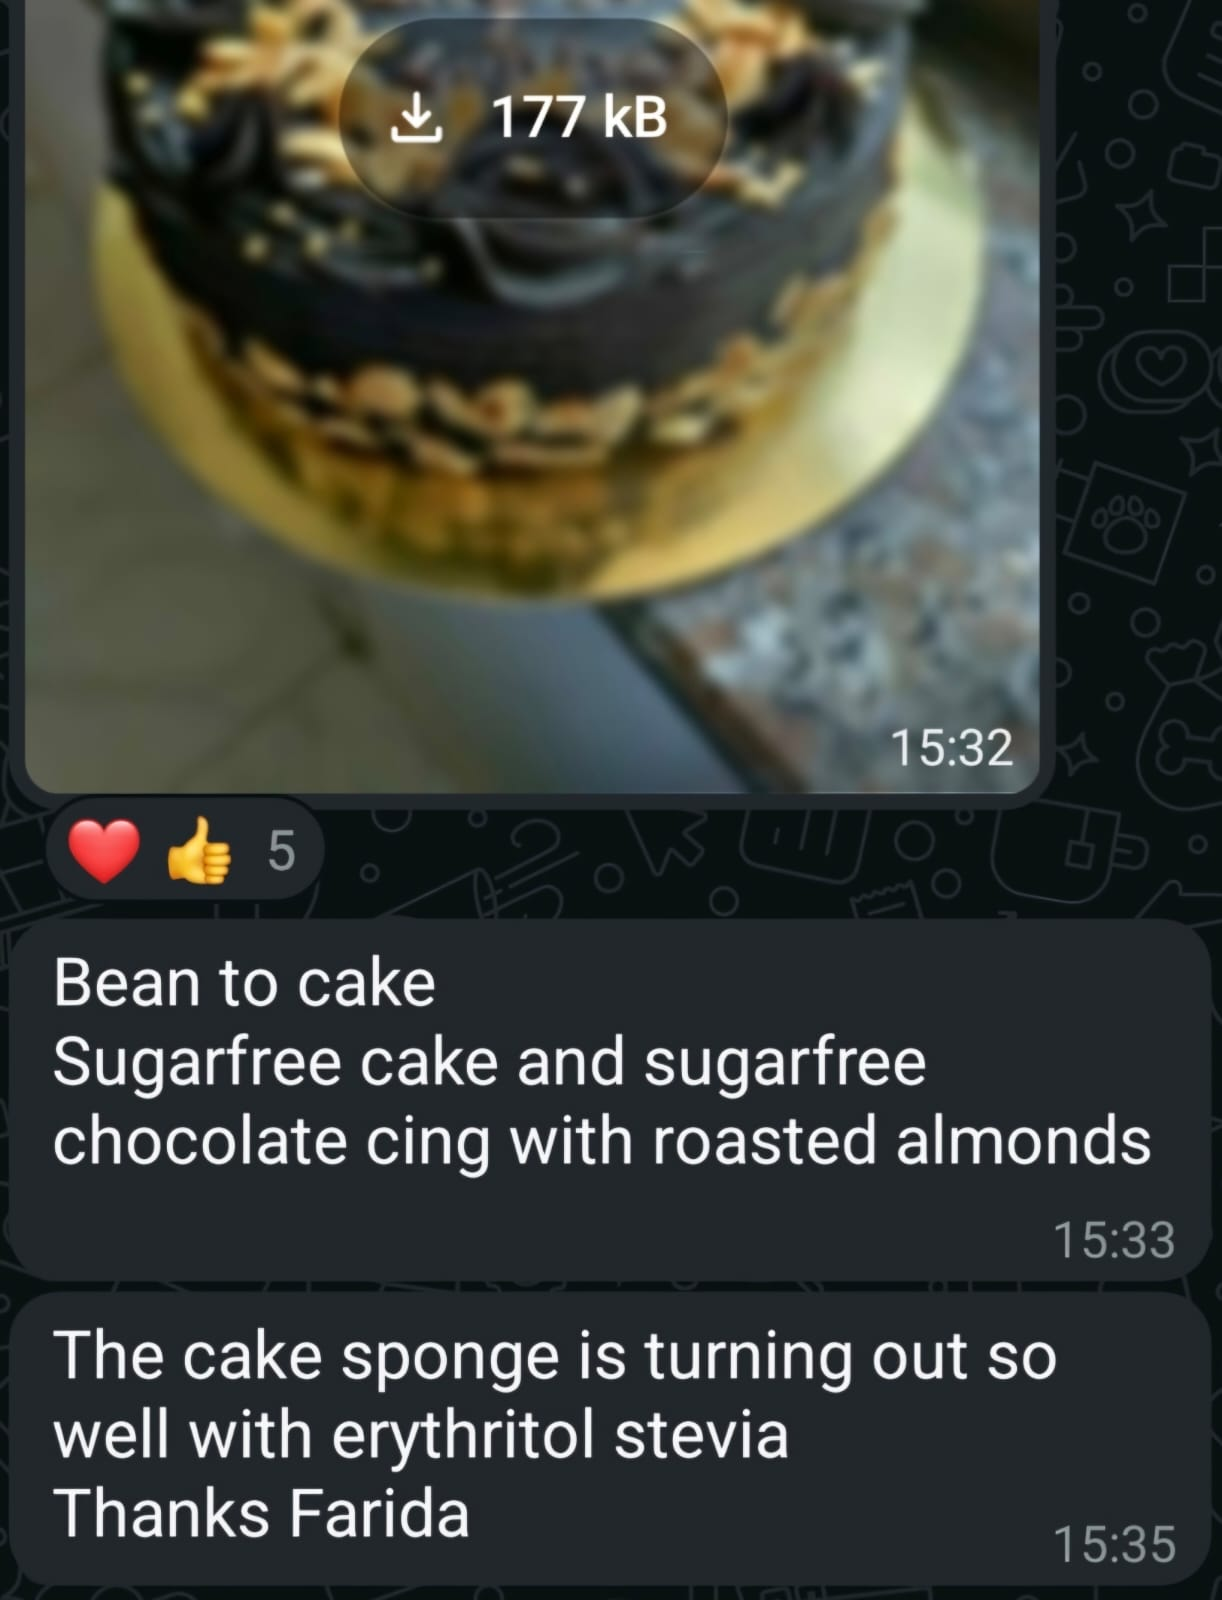 177 kB
15:32
5
Bean to cake
Sugarfree cake and sugarfree
chocolate cing with roasted almonds
15:33
The cake sponge is turning out so
well with erythritol stevia
Thanks Farida
15:35